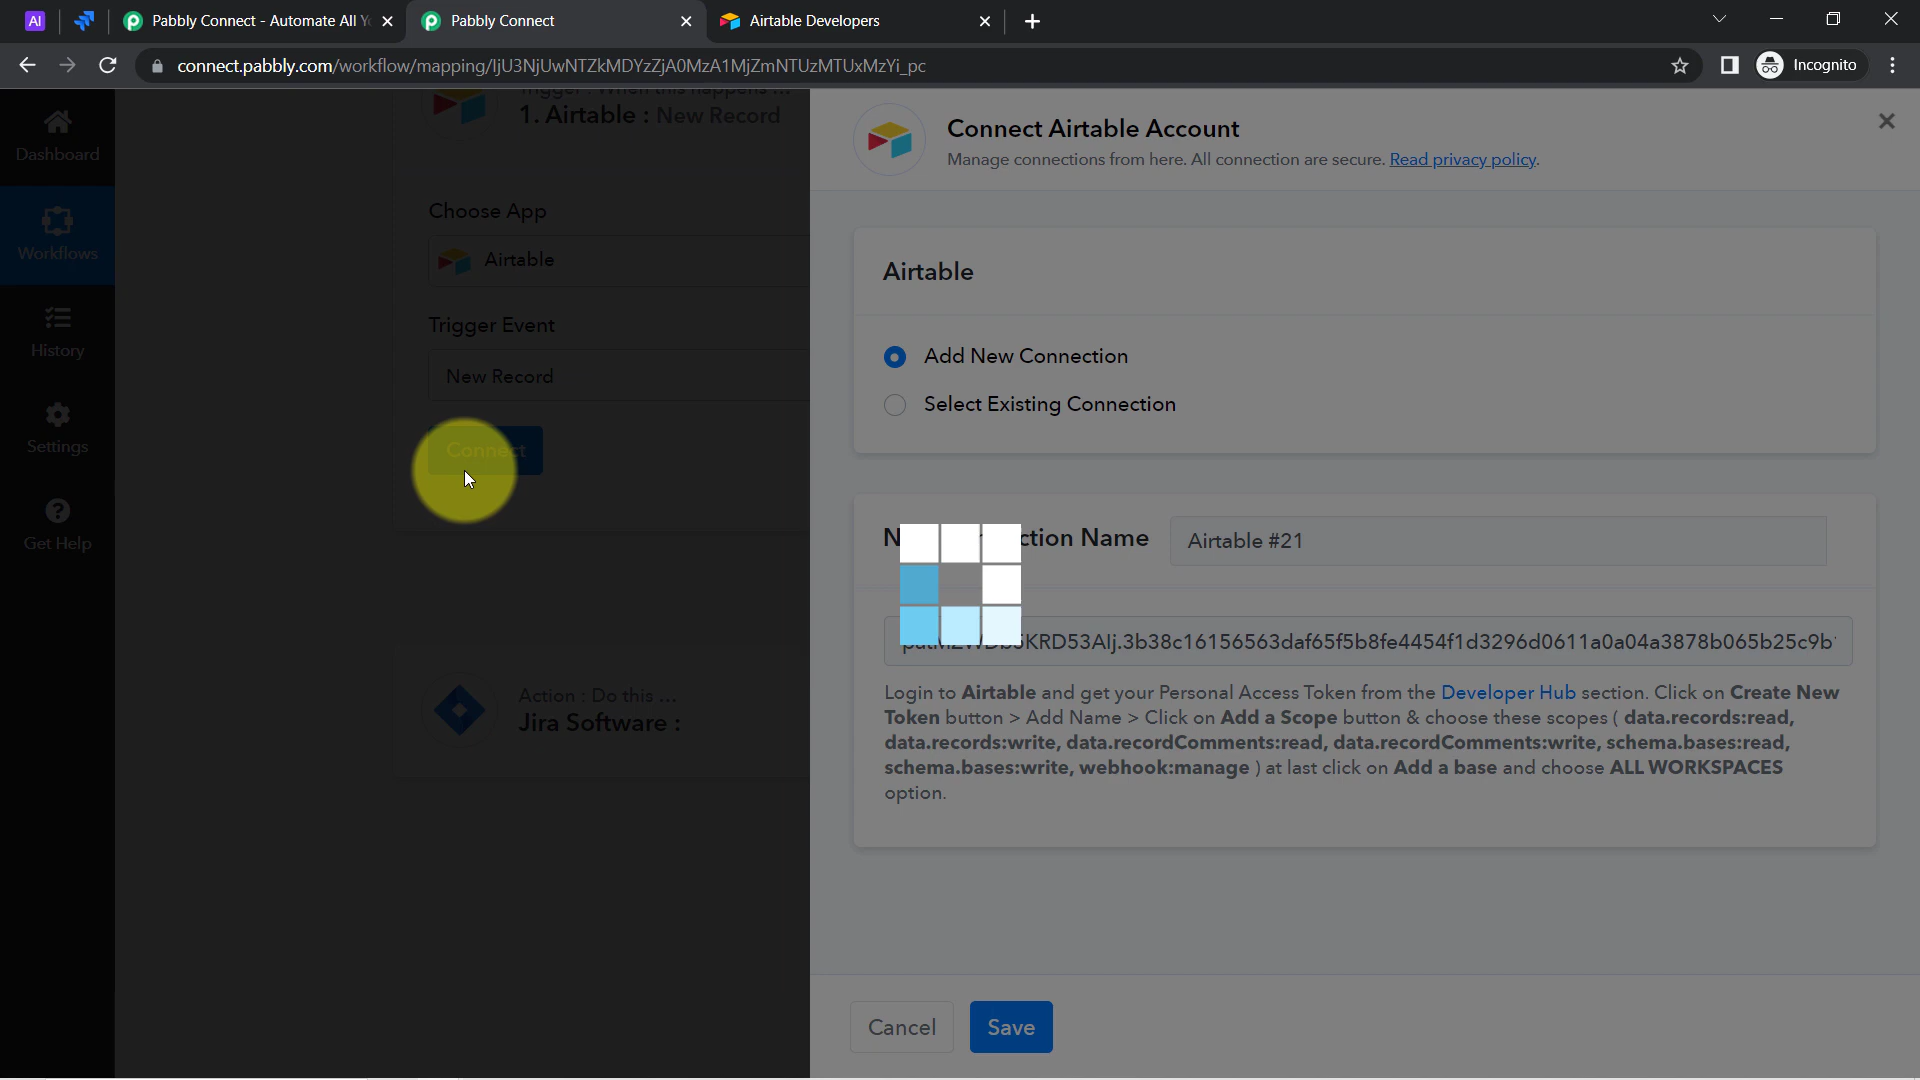 AI
Pabbly Connect - Automate All
Pabbly Connect
Airtable Developers
connect.pabbly.com/workflow/mapping/IjU3NjUwNTZkMDYzZjA0MzA1MjZmNTUzMTUxMzYi_pc
Incognito
Dashboard
Workflows
History
Settings
Get Help
Trigger : When this happens ...
1. Airtable : New Record
Choose App
Airtable
Trigger Event
New Record
Connect
Action : Do this ...
Jira Software :
Connect Airtable Account
Manage connections from here. All connection are secure. Read privacy policy.
Airtable
Add New Connection
Select Existing Connection
Name
Airtable #21
Login to Airtable and get your Personal Access Token from the Developer Hub section. Click on Create New
Token button > Add Name > Click on Add a Scope button & choose these scopes ( data.records:read,
data.records:write, data.recordComments:read, data.recordComments:write, schema.bases:read,
schema.bases:write, webhook:manage ) at last click on Add a base and choose ALL WORKSPACES
option.
Cancel
Save